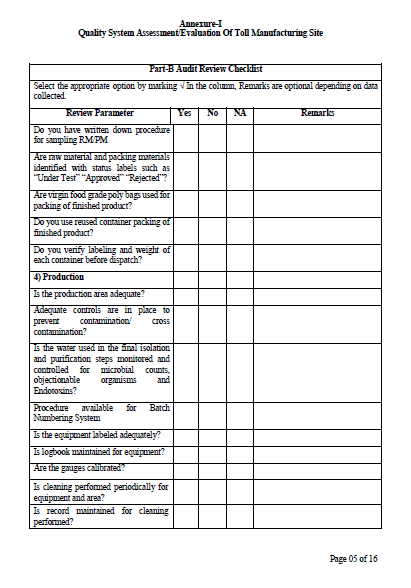 Annexure-I
Quality System Assessment/Evaluation Of Toll Manufacturing Site
Part-B Audit Review Checklist
Select the appropriate option by marking √ In the column, Remarks are optional depending on data
collected.
Review Parameter Yes No NA Remarks
Do you have written down procedure
for sampling RM/PM
Are raw material and packing materials
identified with status labels such as
“Under Test” “Approved” “Rejected”?
Are virgin food grade poly bags used for
packing of finished product?
Do you use reused container packing of
finished product?
Do you verify labeling and weight of
each container before dispatch?
4) Production
Is the production area adequate?
Adequate controls are in place to
prevent contamination/ cross
contamination?
Is the water used in the final isolation
and purification steps monitored and
controlled for microbial counts,
objectionable organisms and
Endotoxins?
Procedure available for Batch
Numbering System
Is the equipment labeled adequately?
Is logbook maintained for equipment?
Are the gauges calibrated?
Is cleaning performed periodically for
equipment and area?
Is record maintained for cleaning
performed?
Page 05 of 16